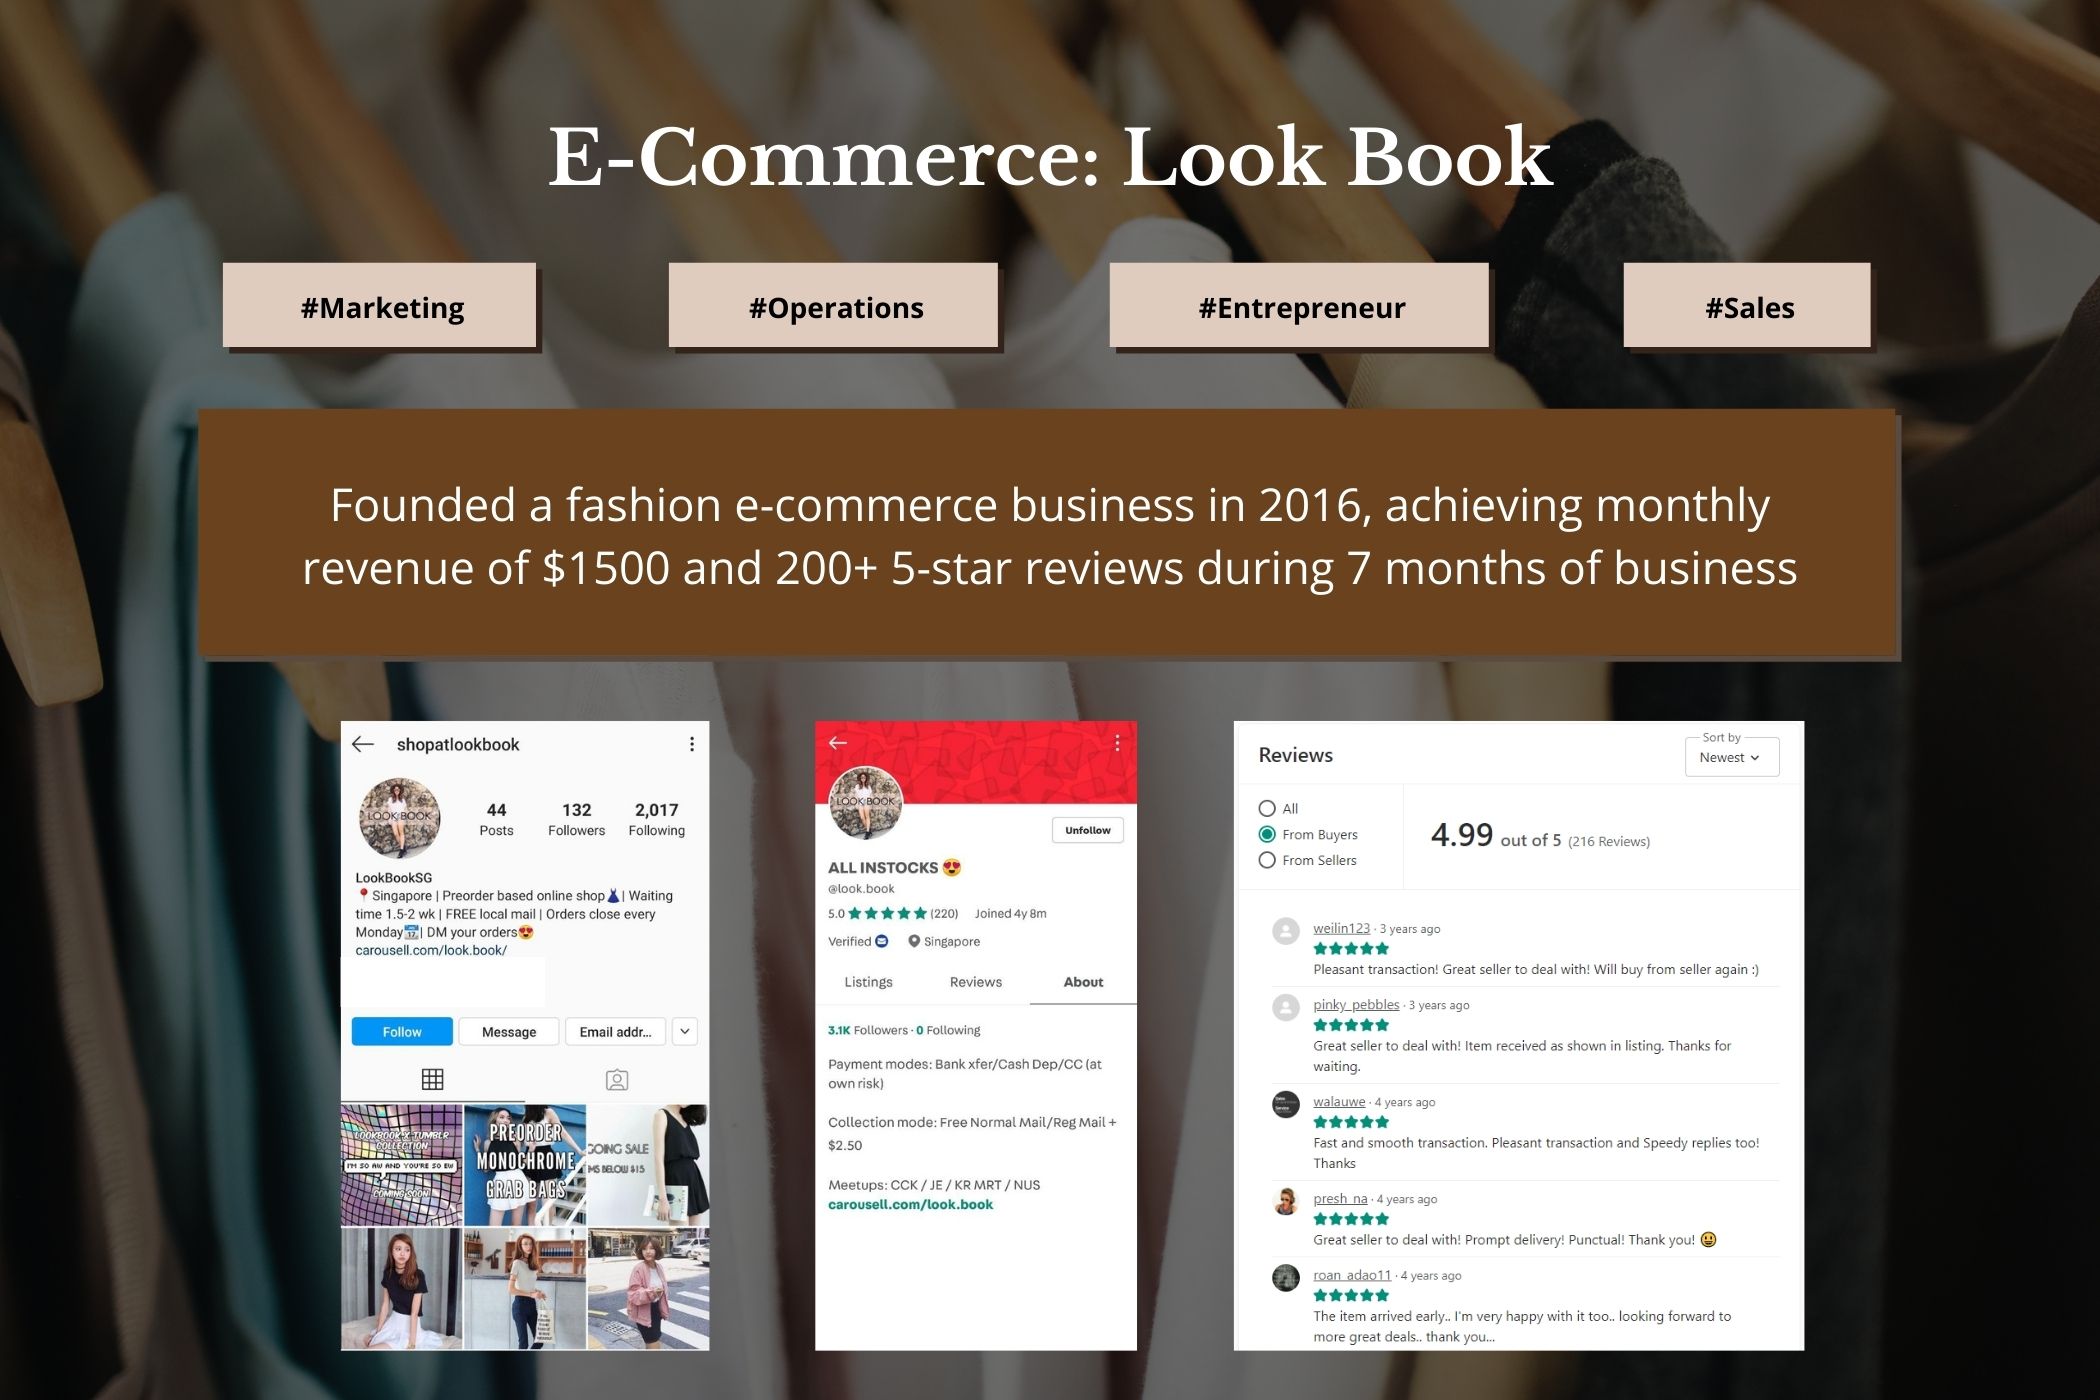 E-Commerce: Look Book
#Marketing
#Operations
#Entrepreneur
#Sales
Founded a fashion e-commerce business in 2016, achieving monthly
revenue of $1500 and 200+ 5-star reviews during 7 months of business
shopatlookbook
LOOK BOOK
44
132
2,017
Posts
Followers
Following
LookBookSG
📍Singapore | Preorder based online shop👗| Waiting
time 1.5-2 wk | FREE local mail | Orders close every
Monday📆| DM your orders😍
carousell.com/look.book/
Follow
Message
Email addr...
LOOKBOOK X TUMBLR
COLLECTION
I'M SO AW AND YOU'RE SO EW
COMING SOON
PREORDER
MONOCHROME
GRAB BAGS
GOING SALE
MS BELOW $15
LOOK BOOK
Unfollow
ALL INSTOCKS 😍
@look.book
5.0 ★★★★★ (220) Joined 4y 8m
Verified Singapore
Listings
Reviews
About
3.1K Followers · 0 Following
Payment modes: Bank xfer/Cash Dep/CC (at
own risk)
Collection mode: Free Normal Mail/Reg Mail +
$2.50
Meetups: CCK / JE / KR MRT / NUS
carousell.com/look.book
Reviews
Sort by
Newest
All
From Buyers
From Sellers
4.99 out of 5 (216 Reviews)
weilin123 · 3 years ago
Pleasant transaction! Great seller to deal with! Will buy from seller again :)
pinky_pebbles · 3 years ago
Great seller to deal with! Item received as shown in listing. Thanks for
waiting.
walauwe · 4 years ago
Fast and smooth transaction. Pleasant transaction and Speedy replies too!
Thanks
presh_na · 4 years ago
Great seller to deal with! Prompt delivery! Punctual! Thank you! 😀
roan_adao11 · 4 years ago
The item arrived early.. I'm very happy with it too.. looking forward to
more great deals.. thank you...